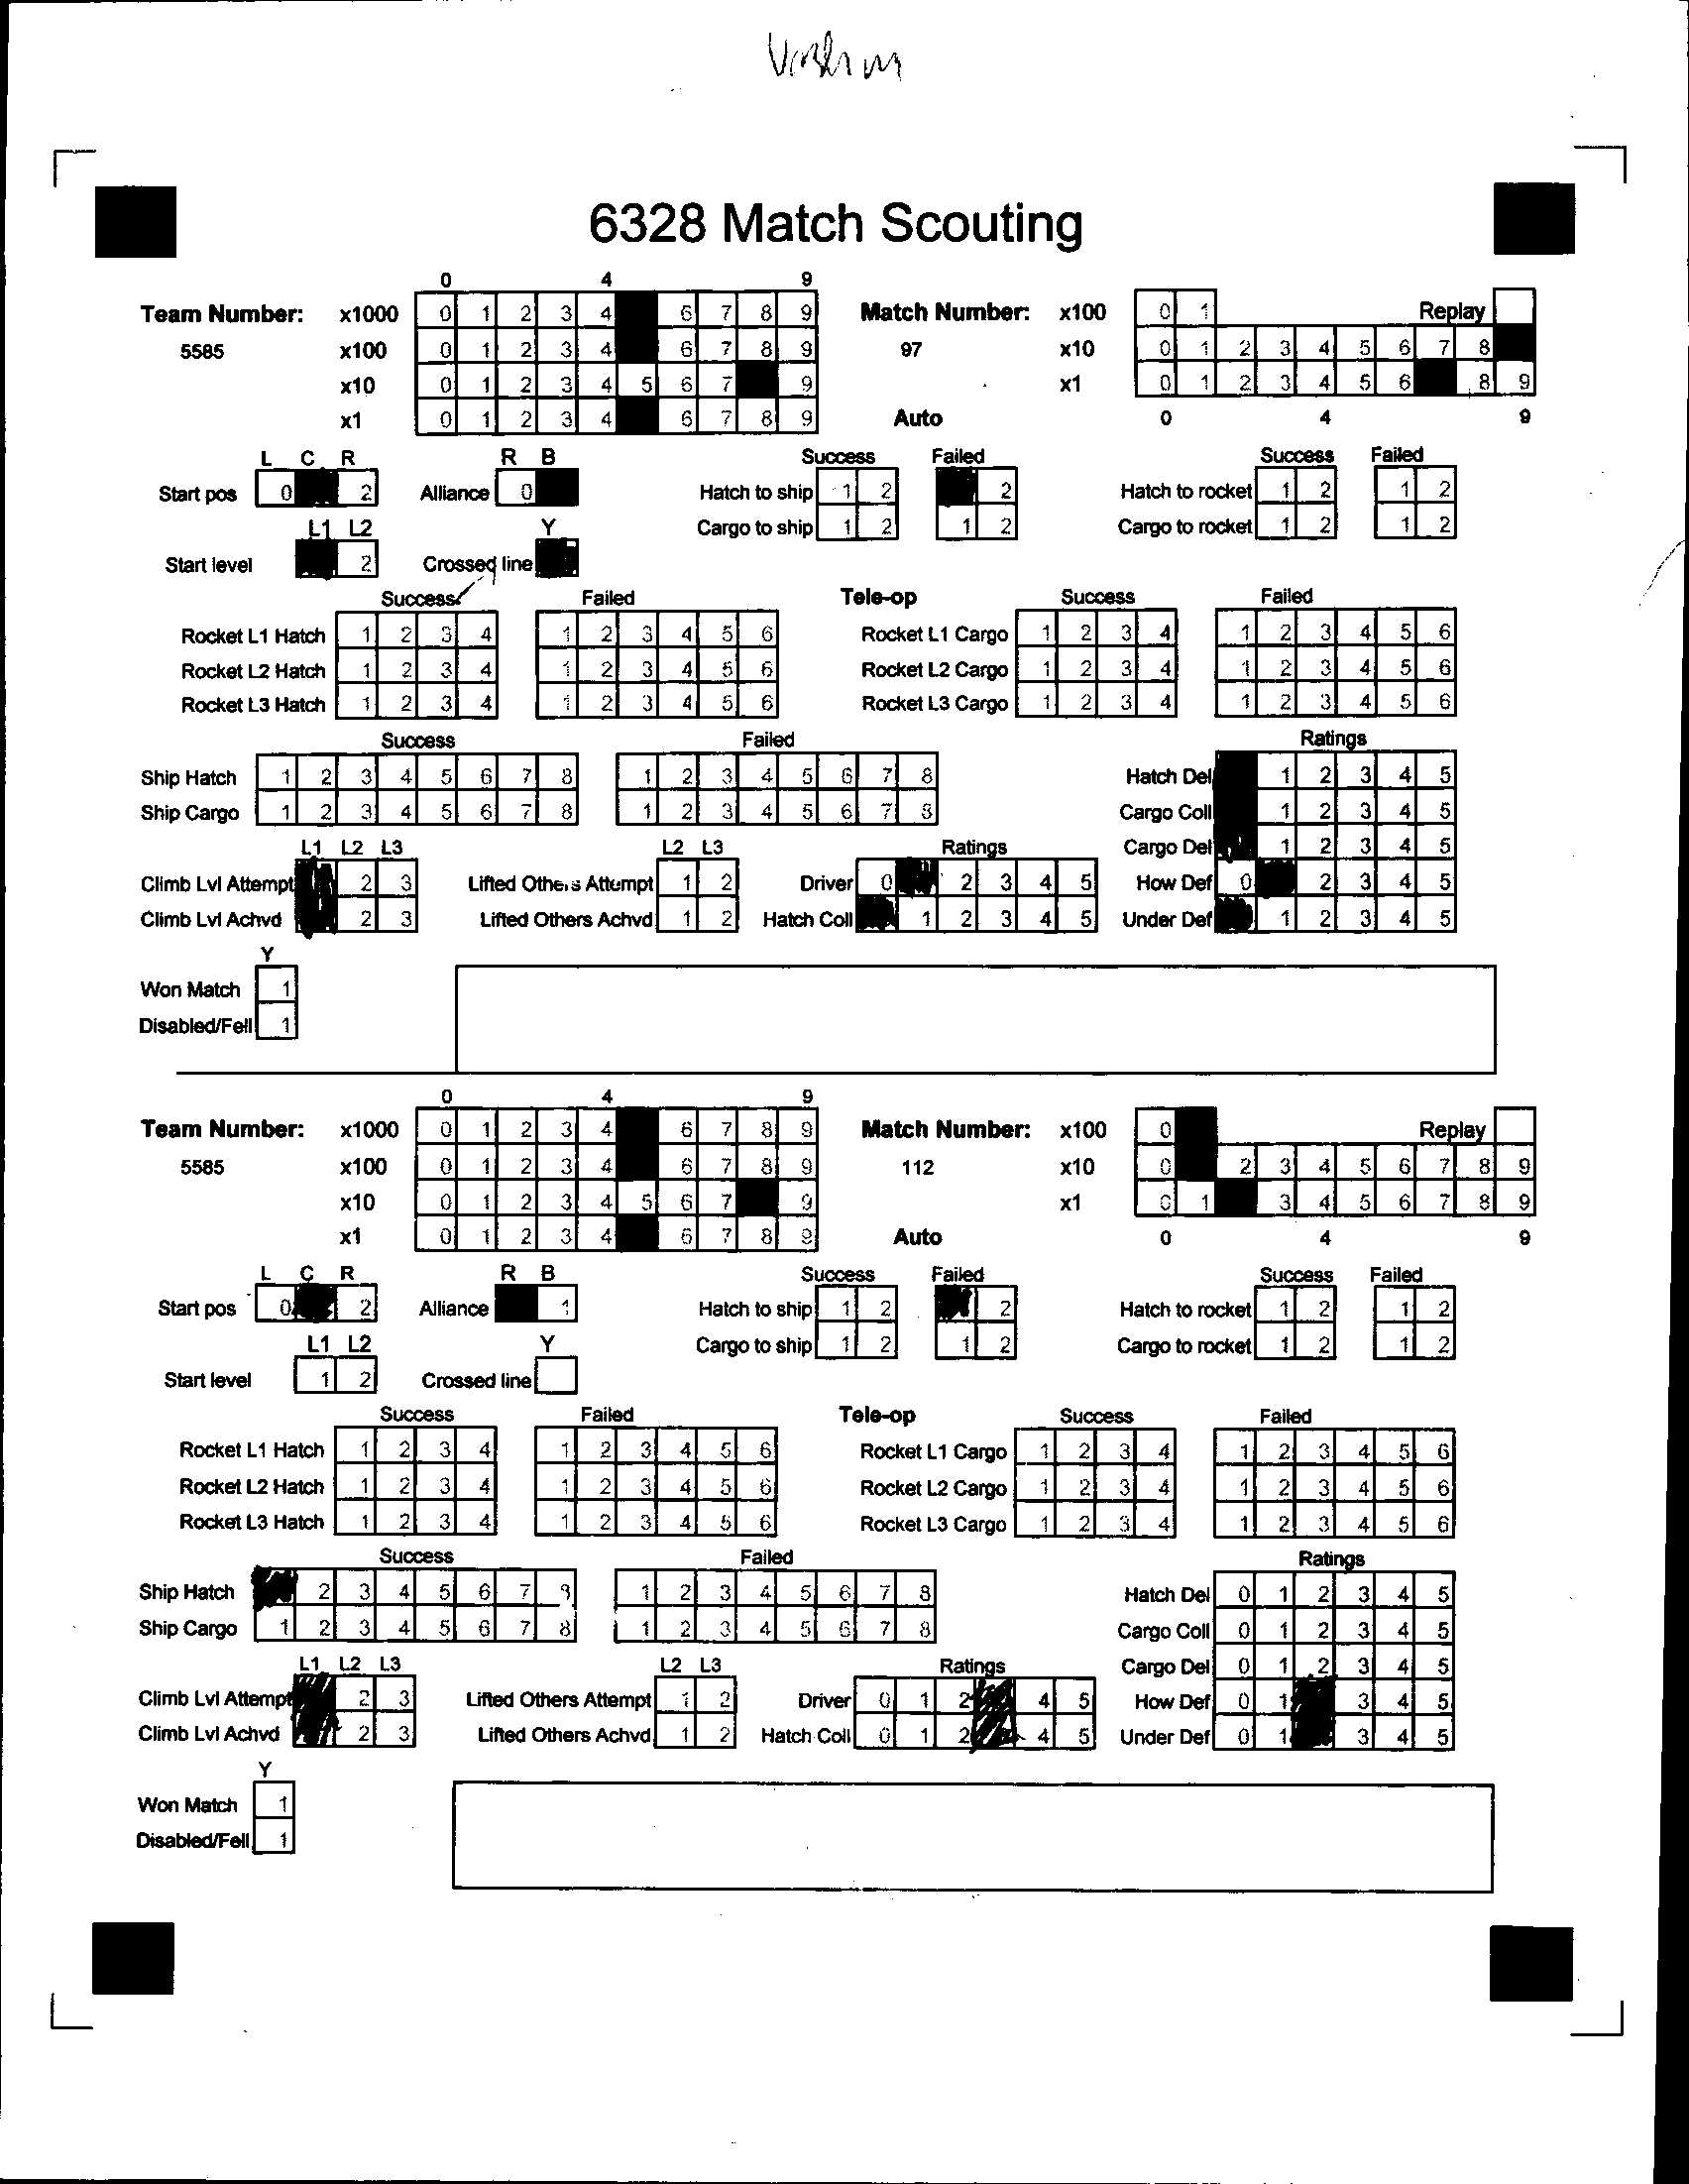 6328 Match Scouting
0 4 9
Team Number: x1000 0 1 2 3 4 6 7 8 9 Match Number: x100 0 1 Replay
5585 x100 0 1 2 3 4 6 7 8 9 97 x10 0 1 2 3 4 5 6 7 8
x10 0 1 2 3 4 5 6 7 9 x1 0 1 2 3 4 5 6 8 9
x1 0 1 2 3 4 6 7 8 9 Auto 0 4 9
L C R R B Success Failed Success Failed
Start pos 0 2 Alliance 0 Hatch to ship 1 2 2 Hatch to rocket 1 2 1 2
L1 L2 Y Cargo to ship 1 2 1 2 Cargo to rocket 1 2 1 2
Start level 2 Crossed line
Success Failed Tele-op Success Failed
Rocket L1 Hatch 1 2 3 4 1 2 3 4 5 6 Rocket L1 Cargo 1 2 3 4 1 2 3 4 5 6
Rocket L2 Hatch 1 2 3 4 1 2 3 4 5 6 Rocket L2 Cargo 1 2 3 4 1 2 3 4 5 6
Rocket L3 Hatch 1 2 3 4 1 2 3 4 5 6 Rocket L3 Cargo 1 2 3 4 1 2 3 4 5 6
Success Failed Ratings
Ship Hatch 1 2 3 4 5 6 7 8 1 2 3 4 5 6 7 8 Hatch Del 1 2 3 4 5
Ship Cargo 1 2 3 4 5 6 7 8 1 2 3 4 5 6 7 8 Cargo Coll 1 2 3 4 5
L1 L2 L3 L2 L3 Ratings Cargo Del 1 2 3 4 5
Climb Lvl Attempt 2 3 Lifted Others Attempt 1 2 Driver 0 2 3 4 5 How Def 0 2 3 4 5
Climb Lvl Achvd 2 3 Lifted Others Achvd 1 2 Hatch Coll 1 2 3 4 5 Under Def 1 2 3 4 5
Y
Won Match 1
Disabled/Fell 1
0 4 9
Team Number: x1000 0 1 2 3 4 6 7 8 9 Match Number: x100 0 Replay
5585 x100 0 1 2 3 4 6 7 8 9 112 x10 0 2 3 4 5 6 7 8 9
x10 0 1 2 3 4 5 6 7 9 x1 0 1 3 4 5 6 7 8 9
x1 0 1 2 3 4 6 7 8 9 Auto 0 4 9
L C R R B Success Failed Success Failed
Start pos 0 2 Alliance 1 Hatch to ship 1 2 2 Hatch to rocket 1 2 1 2
L1 L2 Y Cargo to ship 1 2 1 2 Cargo to rocket 1 2 1 2
Start level 1 2 Crossed line
Success Failed Tele-op Success Failed
Rocket L1 Hatch 1 2 3 4 1 2 3 4 5 6 Rocket L1 Cargo 1 2 3 4 1 2 3 4 5 6
Rocket L2 Hatch 1 2 3 4 1 2 3 4 5 6 Rocket L2 Cargo 1 2 3 4 1 2 3 4 5 6
Rocket L3 Hatch 1 2 3 4 1 2 3 4 5 6 Rocket L3 Cargo 1 2 3 4 1 2 3 4 5 6
Success Failed Ratings
Ship Hatch 2 3 4 5 6 7 8 1 2 3 4 5 6 7 8 Hatch Del 0 1 2 3 4 5
Ship Cargo 1 2 3 4 5 6 7 8 1 2 3 4 5 6 7 8 Cargo Coll 0 1 2 3 4 5
L1 L2 L3 L2 L3 Ratings Cargo Del 0 1 2 3 4 5
Climb Lvl Attempt 2 3 Lifted Others Attempt 1 2 Driver 0 1 2 4 5 How Def 0 1 3 4 5
Climb Lvl Achvd 2 3 Lifted Others Achvd 1 2 Hatch Coll 0 1 2 4 5 Under Def 0 1 3 4 5
Y
Won Match 1
Disabled/Fell 1